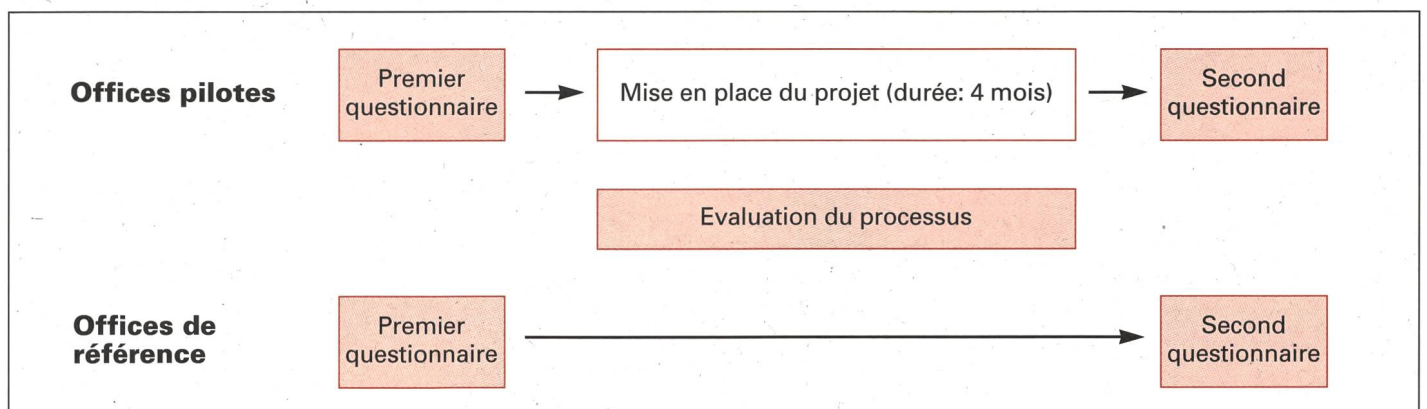 Offices pilotes
Premier
questionnaire
Mise en place du projet (durée: 4 mois)
Second
questionnaire
Evaluation du processus
Offices de
référence
Premier
questionnaire
Second
questionnaire